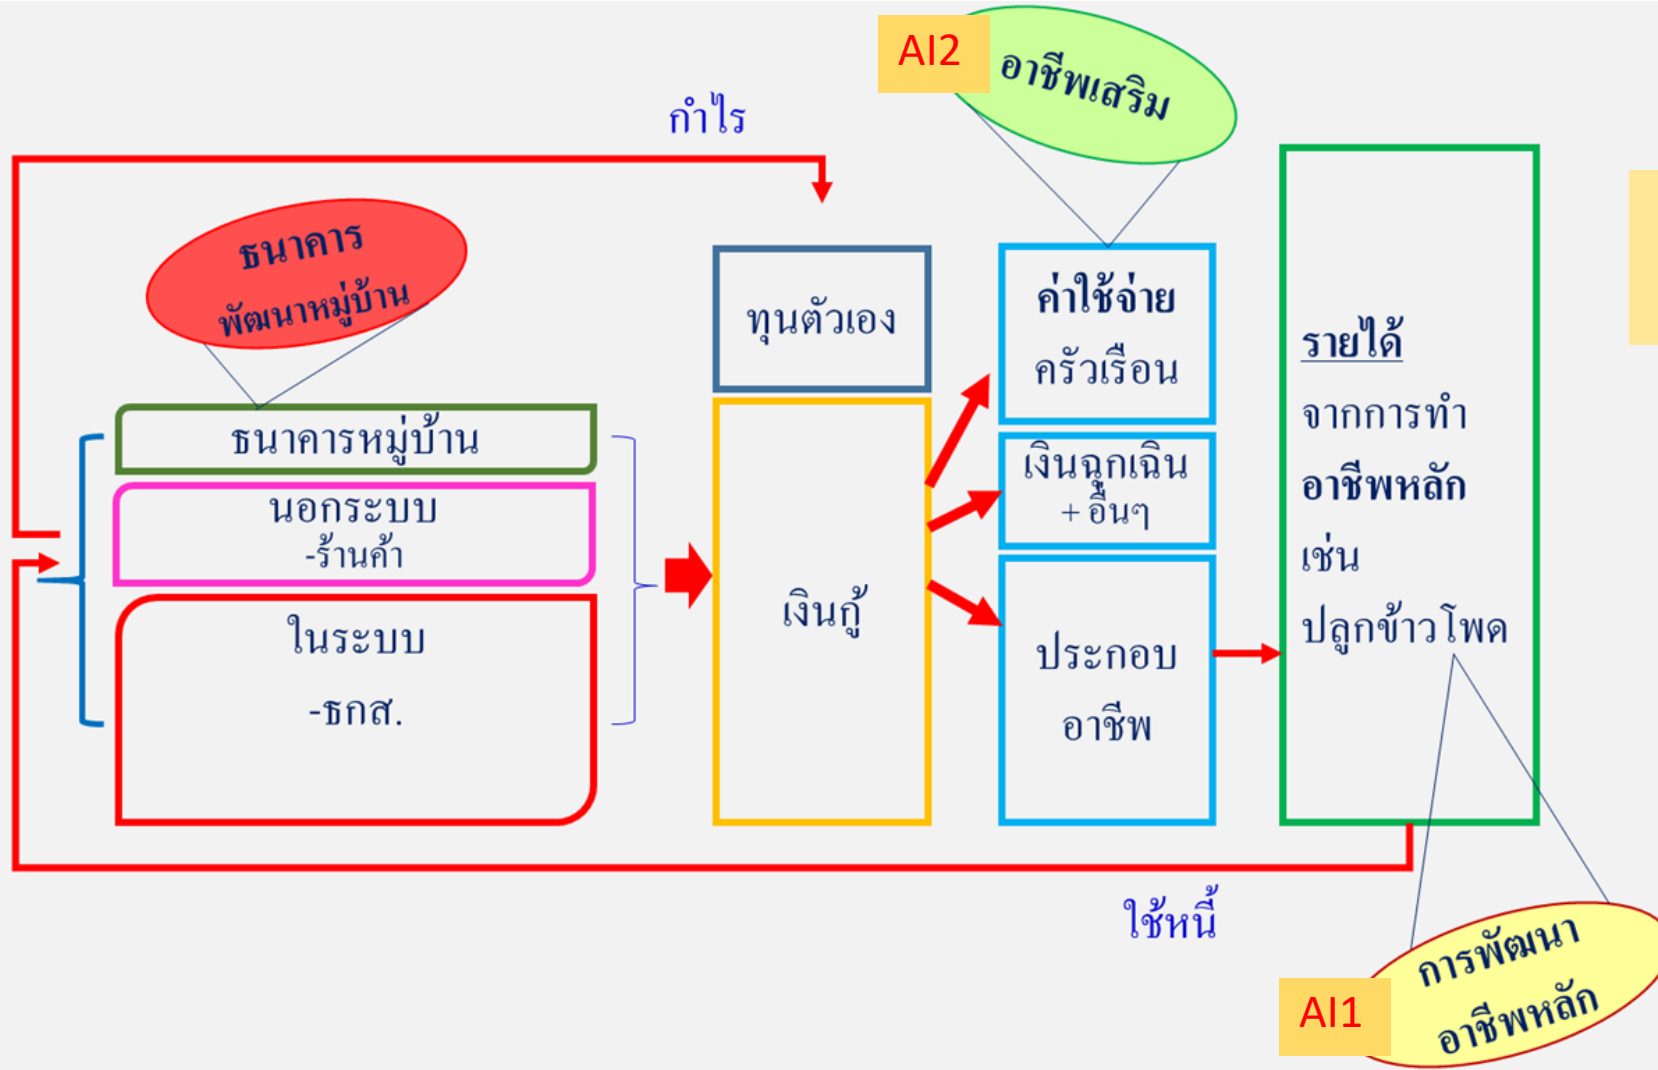 AI2
อาชีพเสริม
กำไร
ธนาคาร
พัฒนาหมู่บ้าน
ธนาคารหมู่บ้าน
นอกระบบ
-ร้านค้า
ในระบบ
-ธกส.
ทุนตัวเอง
เงินกู้
ค่าใช้จ่าย
ครัวเรือน
เงินฉุกเฉิน
+ อื่นๆ
ประกอบ
อาชีพ
รายได้
จากการทำ
อาชีพหลัก
เช่น
ปลูกข้าวโพด
ใช้หนี้
AI1
การพัฒนา
อาชีพหลัก